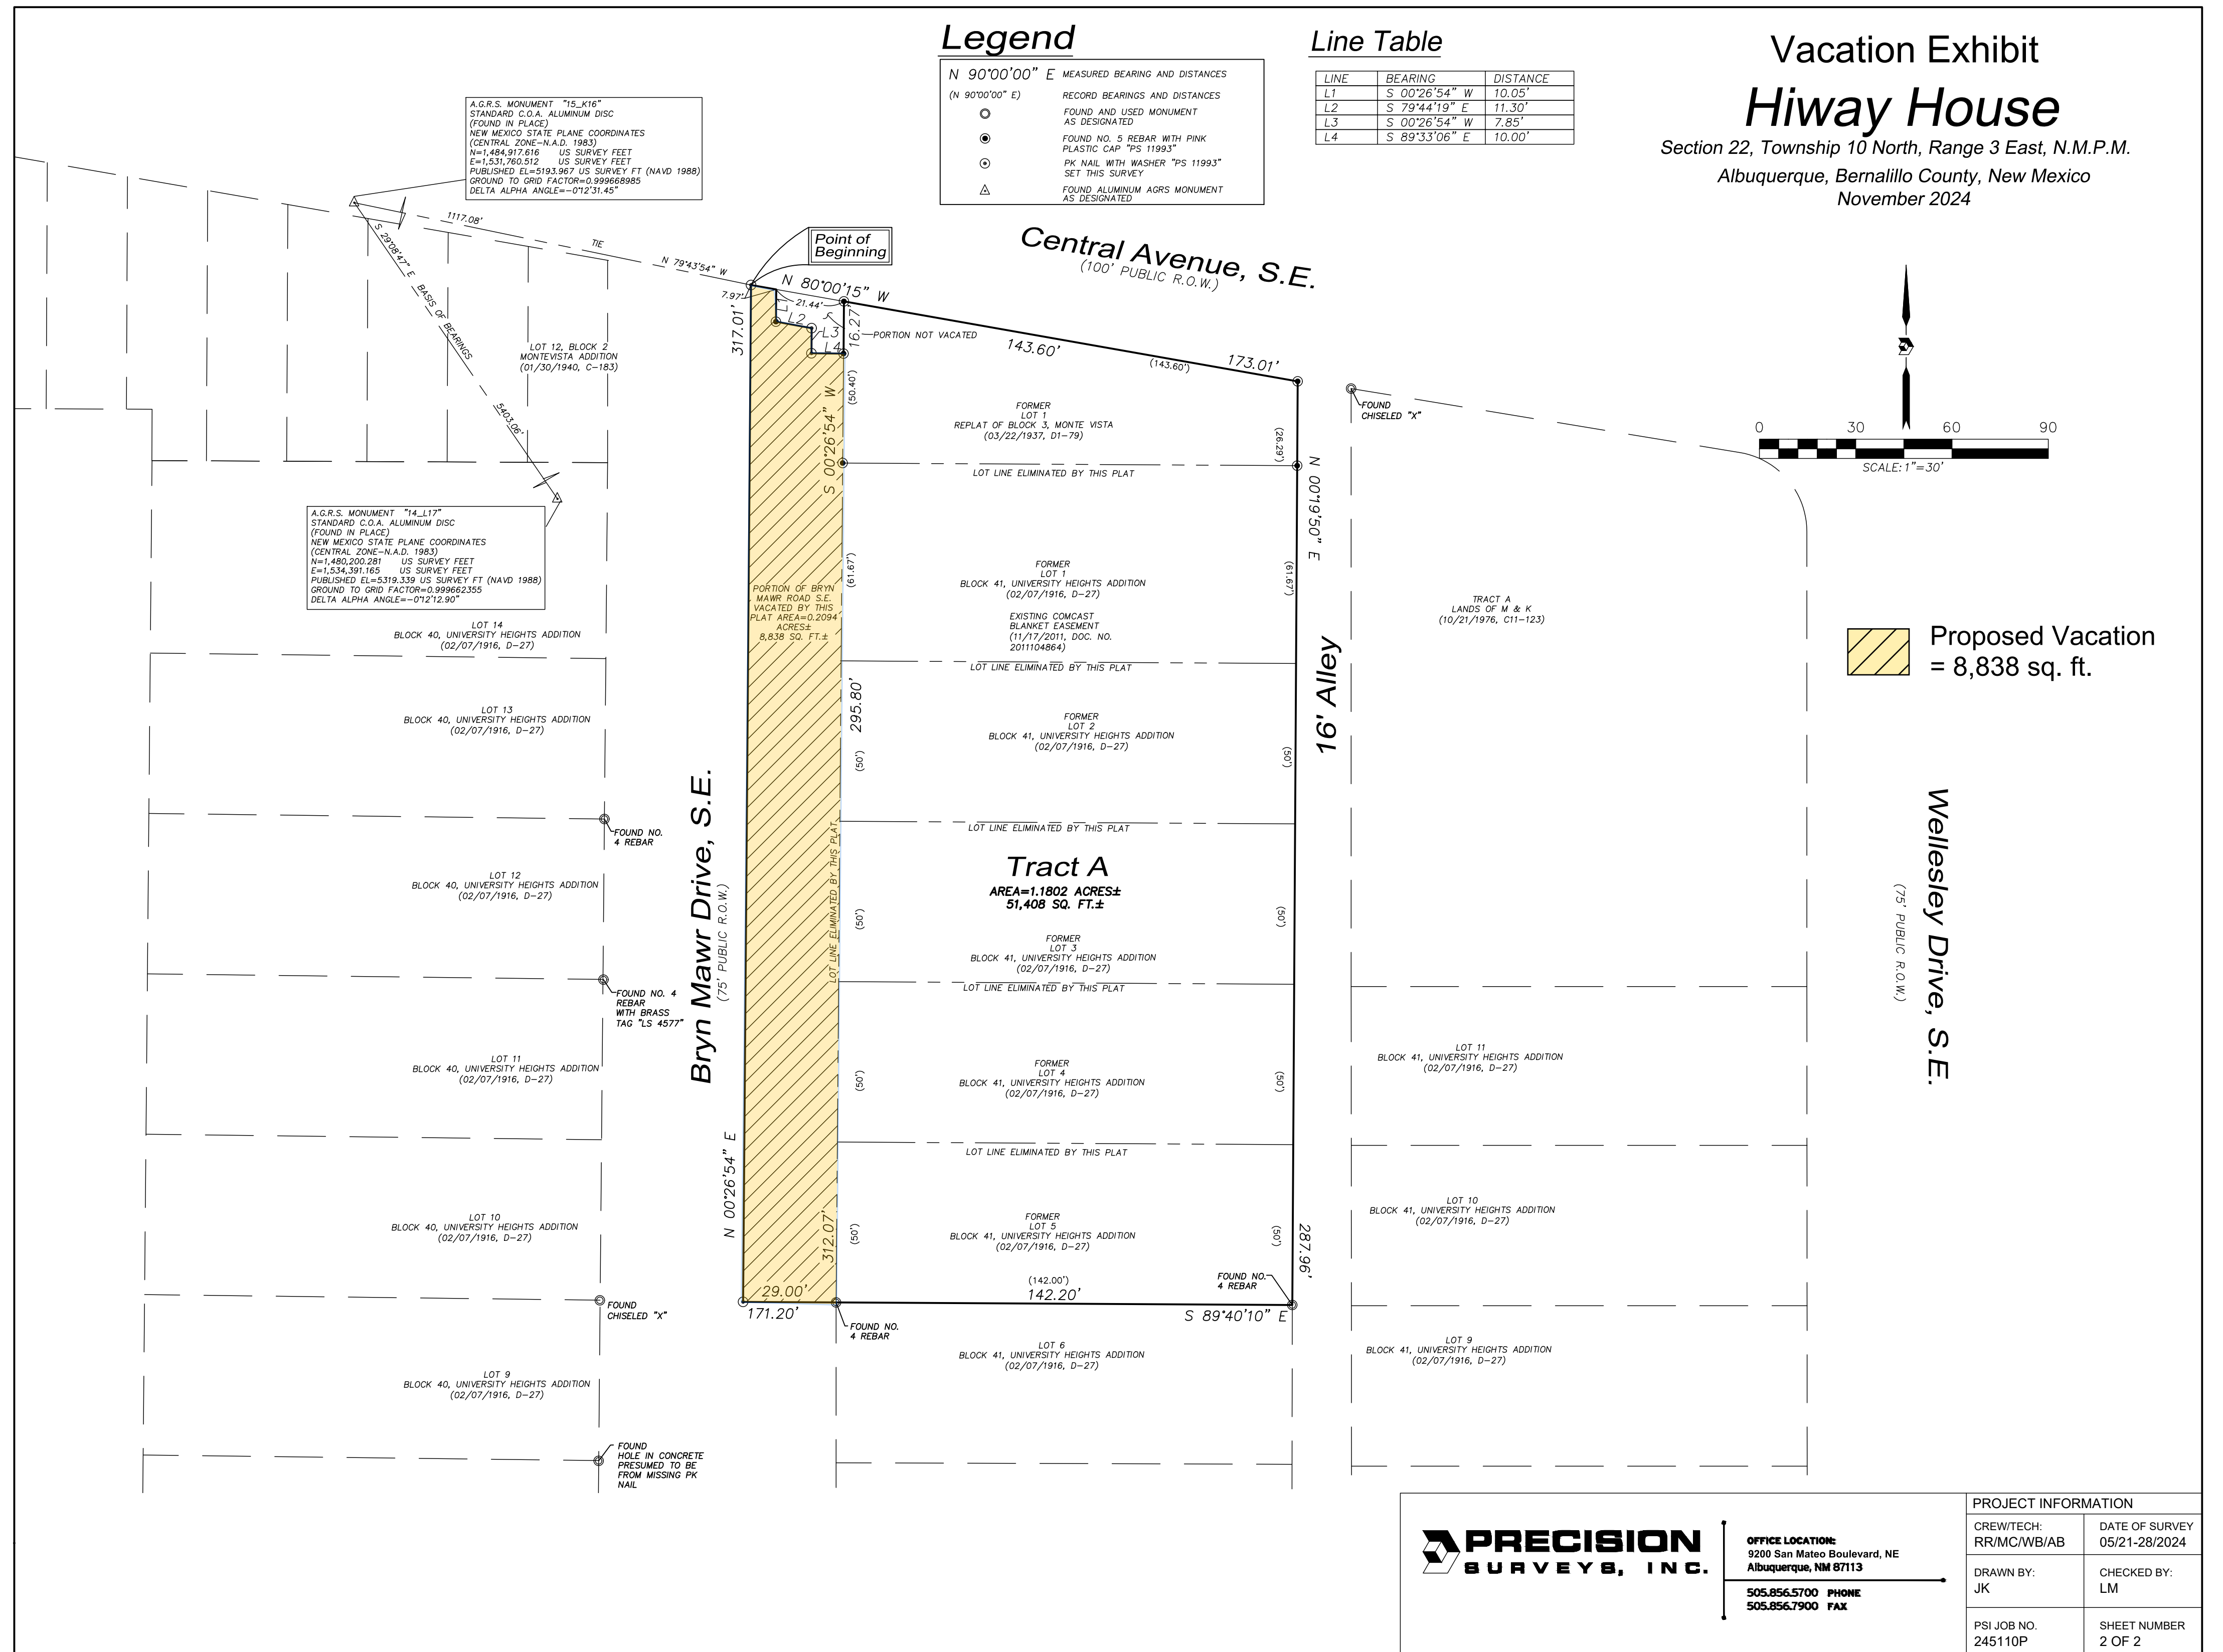 Legend
N 90°00'00" E MEASURED BEARING AND DISTANCES
(N 90°00'00" E) RECORD BEARINGS AND DISTANCES
FOUND AND USED MONUMENT
AS DESIGNATED
FOUND NO. 5 REBAR WITH PINK
PLASTIC CAP "PS 11993"
PK NAIL WITH WASHER "PS 11993"
SET THIS SURVEY
FOUND ALUMINUM AGRS MONUMENT
AS DESIGNATED
Line Table
LINE BEARING DISTANCE
L1 S 00°26'54" W 10.05'
L2 S 79°44'19" E 11.30'
L3 S 00°26'54" W 7.85'
L4 S 89°33'06" E 10.00'
Vacation Exhibit
Hiway House
Section 22, Township 10 North, Range 3 East, N.M.P.M.
Albuquerque, Bernalillo County, New Mexico
November 2024
A.G.R.S. MONUMENT "15_K16"
STANDARD C.O.A. ALUMINUM DISC
(FOUND IN PLACE)
NEW MEXICO STATE PLANE COORDINATES
(CENTRAL ZONE-N.A.D. 1983)
N=1,484,917.616 US SURVEY FEET
E=1,531,760.512 US SURVEY FEET
PUBLISHED EL=5193.967 US SURVEY FT (NAVD 1988)
GROUND TO GRID FACTOR=0.999668985
DELTA ALPHA ANGLE=-0°12'31.45"
1117.08'
TIE
N 79°43'54" W
S 29°08'47" E
BASIS OF BEARINGS
5403.06'
Point of
Beginning
Central Avenue, S.E.
(100' PUBLIC R.O.W.)
N 80°00'15" W
7.97'
21.44'
L1
L2
L3
L4
16.27'
PORTION NOT VACATED
143.60'
(143.60')
173.01'
317.01'
(50.40')
S 00°26'54" W
LOT 12, BLOCK 2
MONTEVISTA ADDITION
(01/30/1940, C-183)
FORMER
LOT 1
REPLAT OF BLOCK 3, MONTE VISTA
(03/22/1937, D1-79)
(26.29')
FOUND
CHISELED "X"
0 30 60 90
SCALE: 1"=30'
LOT LINE ELIMINATED BY THIS PLAT
N 00°19'50" E
A.G.R.S. MONUMENT "14_L17"
STANDARD C.O.A. ALUMINUM DISC
(FOUND IN PLACE)
NEW MEXICO STATE PLANE COORDINATES
(CENTRAL ZONE-N.A.D. 1983)
N=1,480,200.281 US SURVEY FEET
E=1,534,391.165 US SURVEY FEET
PUBLISHED EL=5319.339 US SURVEY FT (NAVD 1988)
GROUND TO GRID FACTOR=0.999662355
DELTA ALPHA ANGLE=-0°12'12.90"
PORTION OF BRYN
MAWR ROAD S.E.
VACATED BY THIS
PLAT AREA=0.2094
ACRES±
8,838 SQ. FT.±
(61.67')
FORMER
LOT 1
BLOCK 41, UNIVERSITY HEIGHTS ADDITION
(02/07/1916, D-27)
EXISTING COMCAST
BLANKET EASEMENT
(11/17/2011, DOC. NO.
2011104864)
(61.67')
TRACT A
LANDS OF M & K
(10/21/1976, C11-123)
Proposed Vacation
= 8,838 sq. ft.
LOT 14
BLOCK 40, UNIVERSITY HEIGHTS ADDITION
(02/07/1916, D-27)
LOT LINE ELIMINATED BY THIS PLAT
295.80'
16' Alley
LOT 13
BLOCK 40, UNIVERSITY HEIGHTS ADDITION
(02/07/1916, D-27)
(50')
FORMER
LOT 2
BLOCK 41, UNIVERSITY HEIGHTS ADDITION
(02/07/1916, D-27)
(50')
FOUND NO.
4 REBAR
LOT LINE ELIMINATED BY THIS PLAT
LOT LINE ELIMINATED BY THIS PLAT
Tract A
AREA=1.1802 ACRES±
51,408 SQ. FT.±
LOT 12
BLOCK 40, UNIVERSITY HEIGHTS ADDITION
(02/07/1916, D-27)
Bryn Mawr Drive, S.E.
(75' PUBLIC R.O.W.)
(50')
FORMER
LOT 3
BLOCK 41, UNIVERSITY HEIGHTS ADDITION
(02/07/1916, D-27)
(50')
Wellesley Drive, S.E.
(75' PUBLIC R.O.W.)
FOUND NO. 4
REBAR
WITH BRASS
TAG "LS 4577"
LOT LINE ELIMINATED BY THIS PLAT
LOT 11
BLOCK 40, UNIVERSITY HEIGHTS ADDITION
(02/07/1916, D-27)
(50')
FORMER
LOT 4
BLOCK 41, UNIVERSITY HEIGHTS ADDITION
(02/07/1916, D-27)
(50')
LOT 11
BLOCK 41, UNIVERSITY HEIGHTS ADDITION
(02/07/1916, D-27)
LOT LINE ELIMINATED BY THIS PLAT
N 00°26'54" E
LOT 10
BLOCK 40, UNIVERSITY HEIGHTS ADDITION
(02/07/1916, D-27)
312.07'
(50')
FORMER
LOT 5
BLOCK 41, UNIVERSITY HEIGHTS ADDITION
(02/07/1916, D-27)
(50')
287.96'
LOT 10
BLOCK 41, UNIVERSITY HEIGHTS ADDITION
(02/07/1916, D-27)
FOUND
CHISELED "X"
29.00'
171.20'
(142.00')
142.20'
FOUND NO.
4 REBAR
S 89°40'10" E
FOUND NO.
4 REBAR
LOT 6
BLOCK 41, UNIVERSITY HEIGHTS ADDITION
(02/07/1916, D-27)
LOT 9
BLOCK 41, UNIVERSITY HEIGHTS ADDITION
(02/07/1916, D-27)
LOT 9
BLOCK 40, UNIVERSITY HEIGHTS ADDITION
(02/07/1916, D-27)
FOUND
HOLE IN CONCRETE
PRESUMED TO BE
FROM MISSING PK
NAIL
PRECISION
SURVEYS, INC.
OFFICE LOCATION:
9200 San Mateo Boulevard, NE
Albuquerque, NM 87113
505.856.5700 PHONE
505.856.7900 FAX
PROJECT INFORMATION
CREW/TECH:
RR/MC/WB/AB
DATE OF SURVEY
05/21-28/2024
DRAWN BY:
JK
CHECKED BY:
LM
PSI JOB NO.
245110P
SHEET NUMBER
2 OF 2